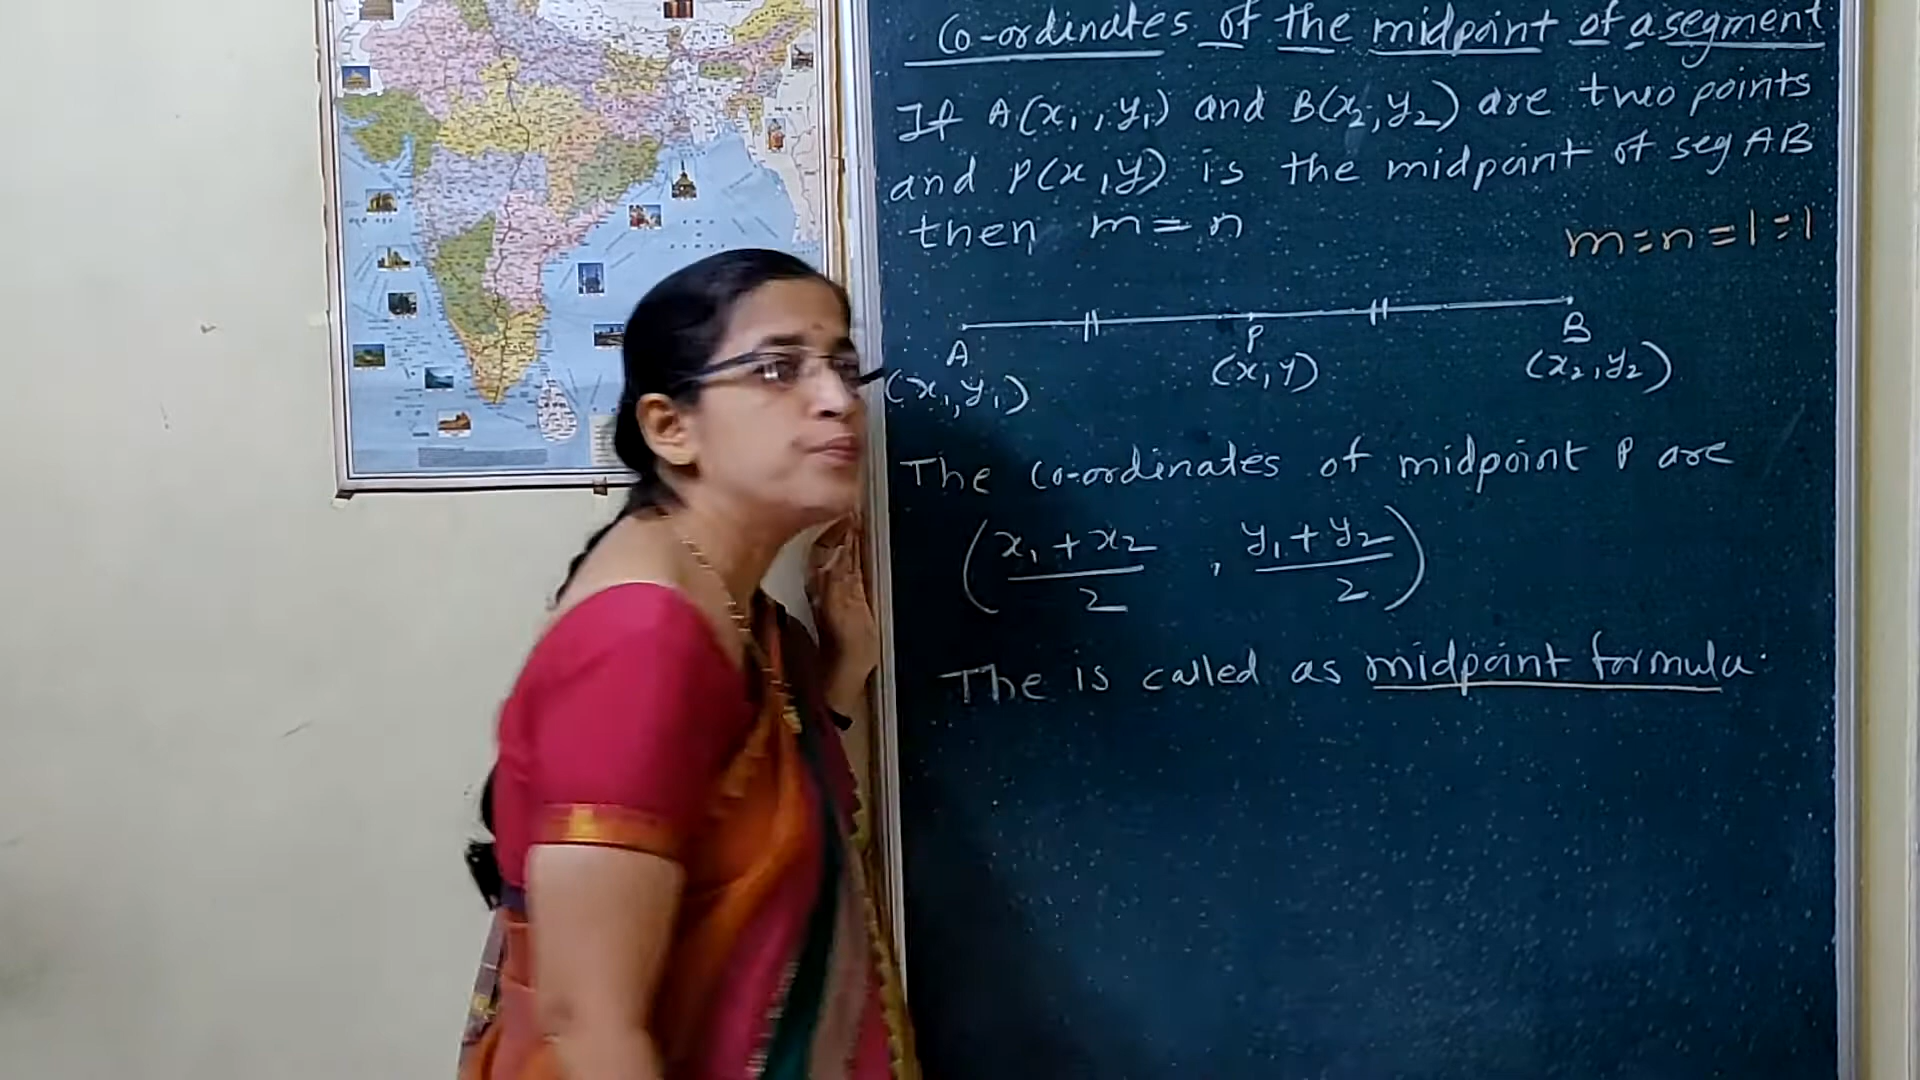 Co-ordinates of the midpoint of a segment
If A(x₁, y₁) and B(x₂, y₂) are two points
and P(x, y) is the midpoint of seg AB
then m = n
m:n = 1:1
A P B
(x₁, y₁) (x, y) (x₂, y₂)
The Co-ordinates of midpoint P are
(x₁ + x₂ / 2 , y₁ + y₂ / 2)
The is called as midpoint formula.